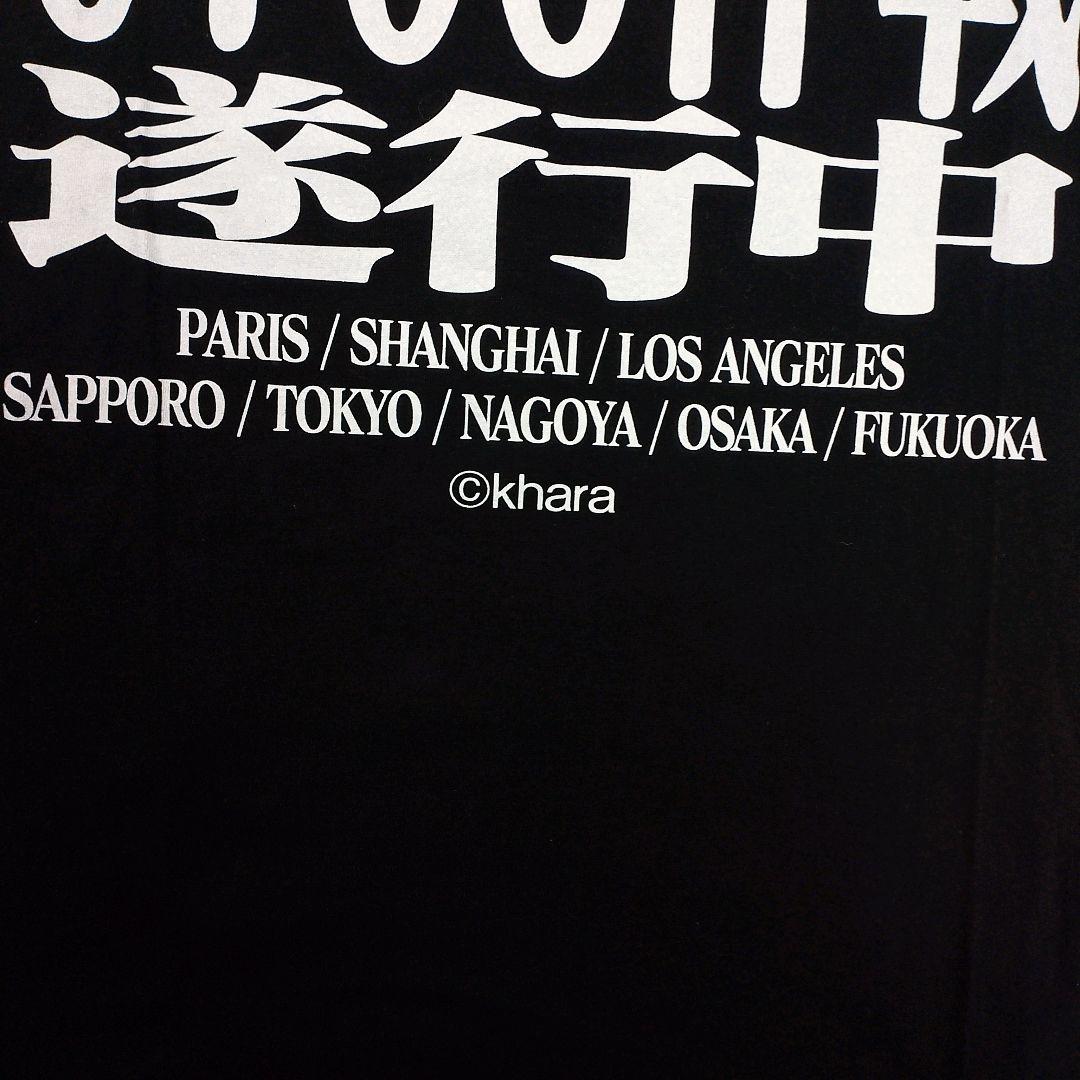 遂行中
PARIS / SHANGHAI / LOS ANGELES
SAPPORO / TOKYO / NAGOYA / OSAKA / FUKUOKA
©khara